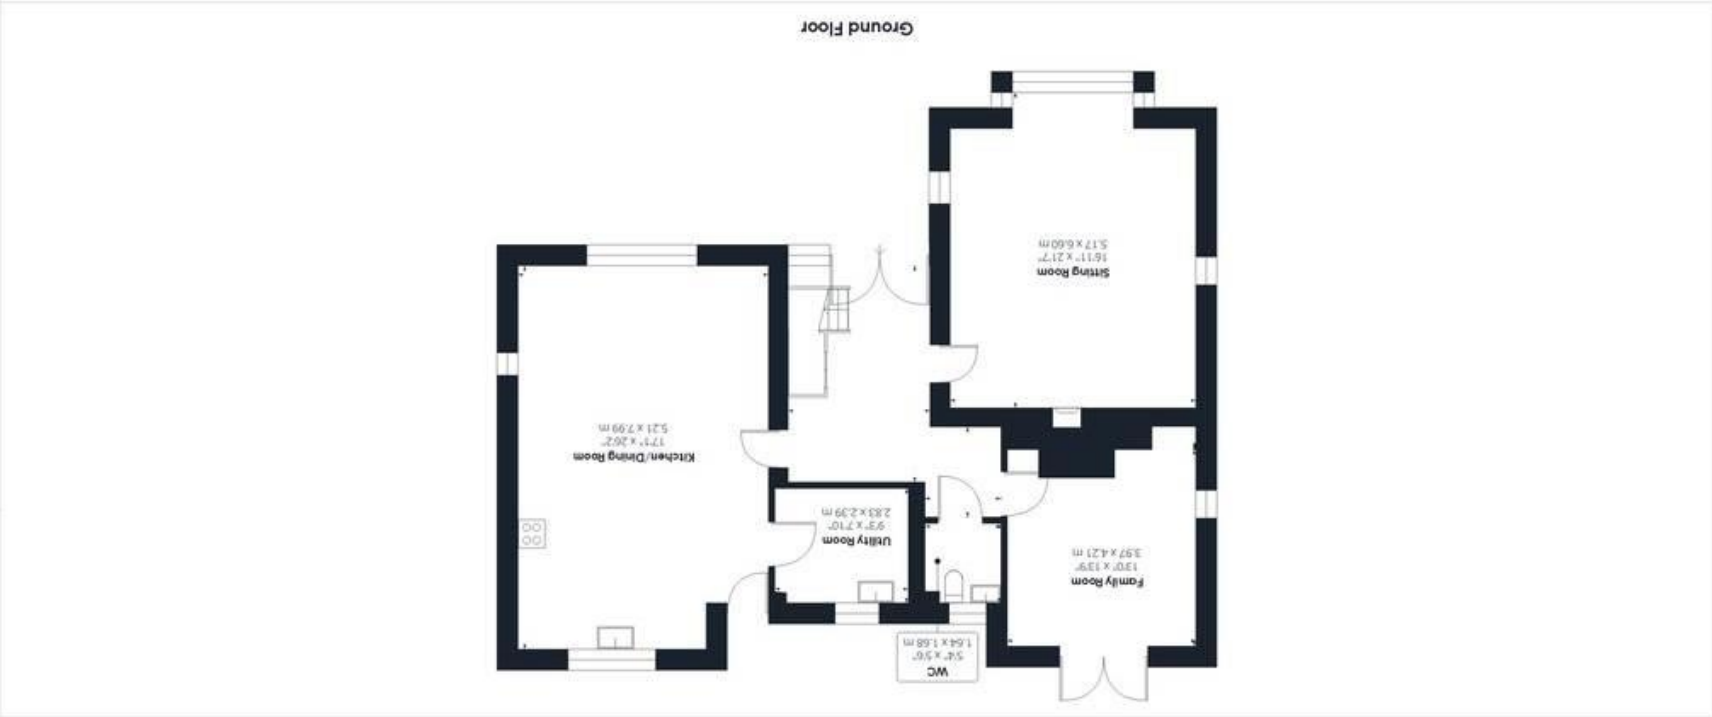 WC
5'4" x 5'6"
1.64 x 1.68 m
Family Room
13'0" x 13'9"
3.97 x 4.21 m
Utility Room
9'3" x 7'10"
2.83 x 2.39 m
Kitchen/Dining Room
17'1" x 26'2"
5.21 x 7.99 m
Sitting Room
16'11" x 21'7"
5.17 x 6.60 m
Ground Floor